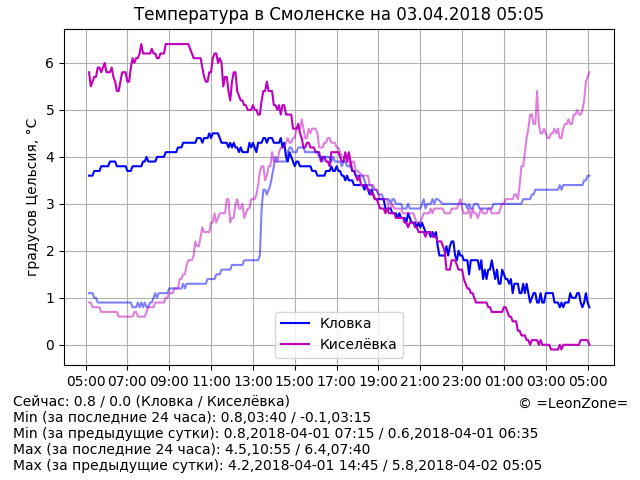 Температура в Смоленске на 03.04.2018 05:05
градусов Цельсия, °C
6
5
4
3
2
1
0
Кловка
Киселёвка
05:00 07:00 09:00 11:00 13:00 15:00 17:00 19:00 21:00 23:00 01:00 03:00 05:00
Сейчас: 0.8 / 0.0 (Кловка / Киселёвка)
© =LeonZone=
Min (за последние 24 часа): 0.8,03:40 / -0.1,03:15
Min (за предыдущие сутки): 0.8,2018-04-01 07:15 / 0.6,2018-04-01 06:35
Max (за последние 24 часа): 4.5,10:55 / 6.4,07:40
Max (за предыдущие сутки): 4.2,2018-04-01 14:45 / 5.8,2018-04-02 05:05